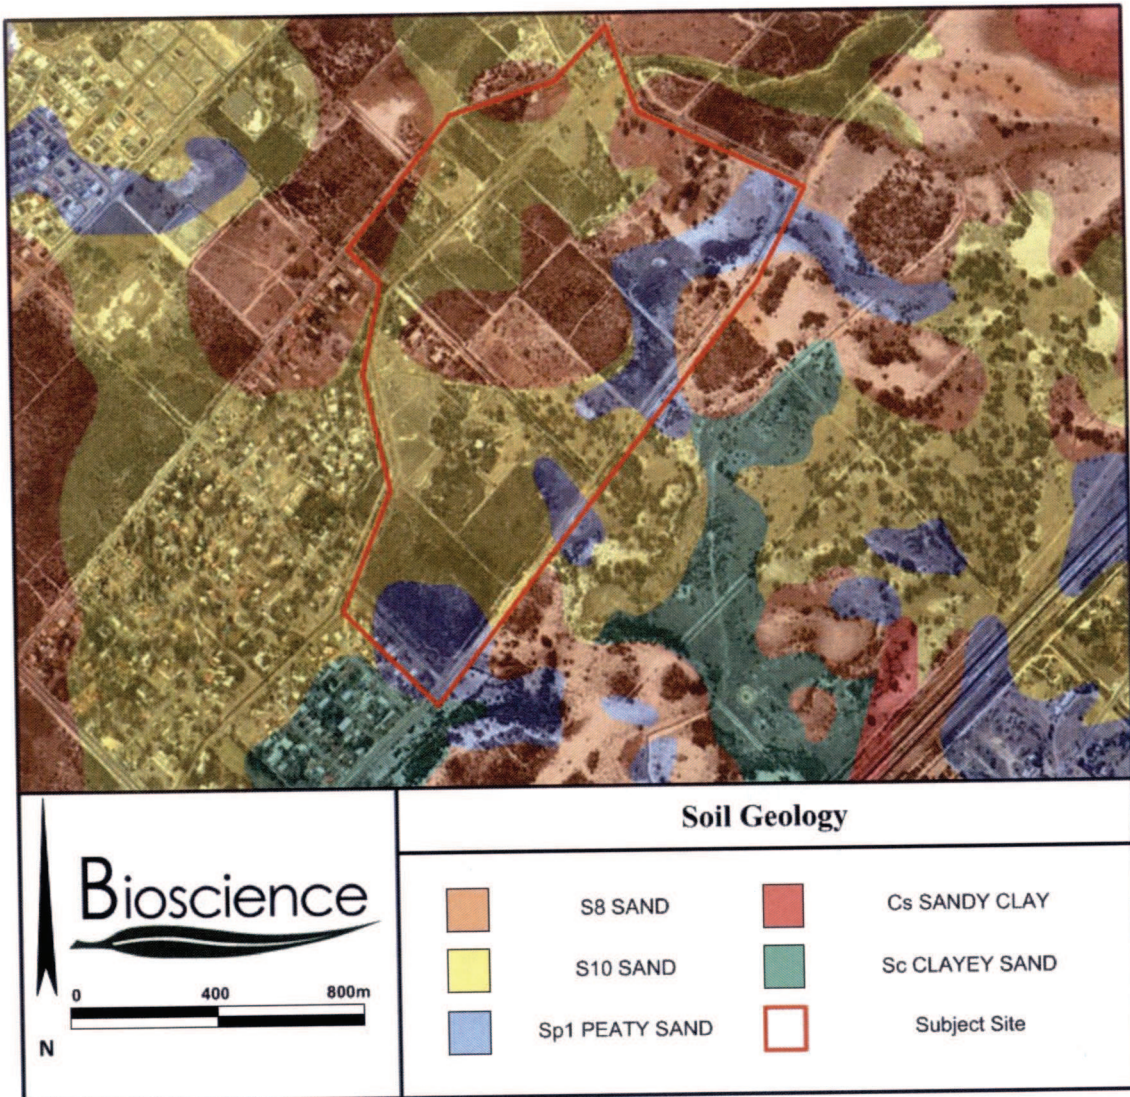 Soil Geology
Bioscience
0 400 800m
N
S8 SAND
S10 SAND
Sp1 PEATY SAND
Cs SANDY CLAY
Sc CLAYEY SAND
Subject Site